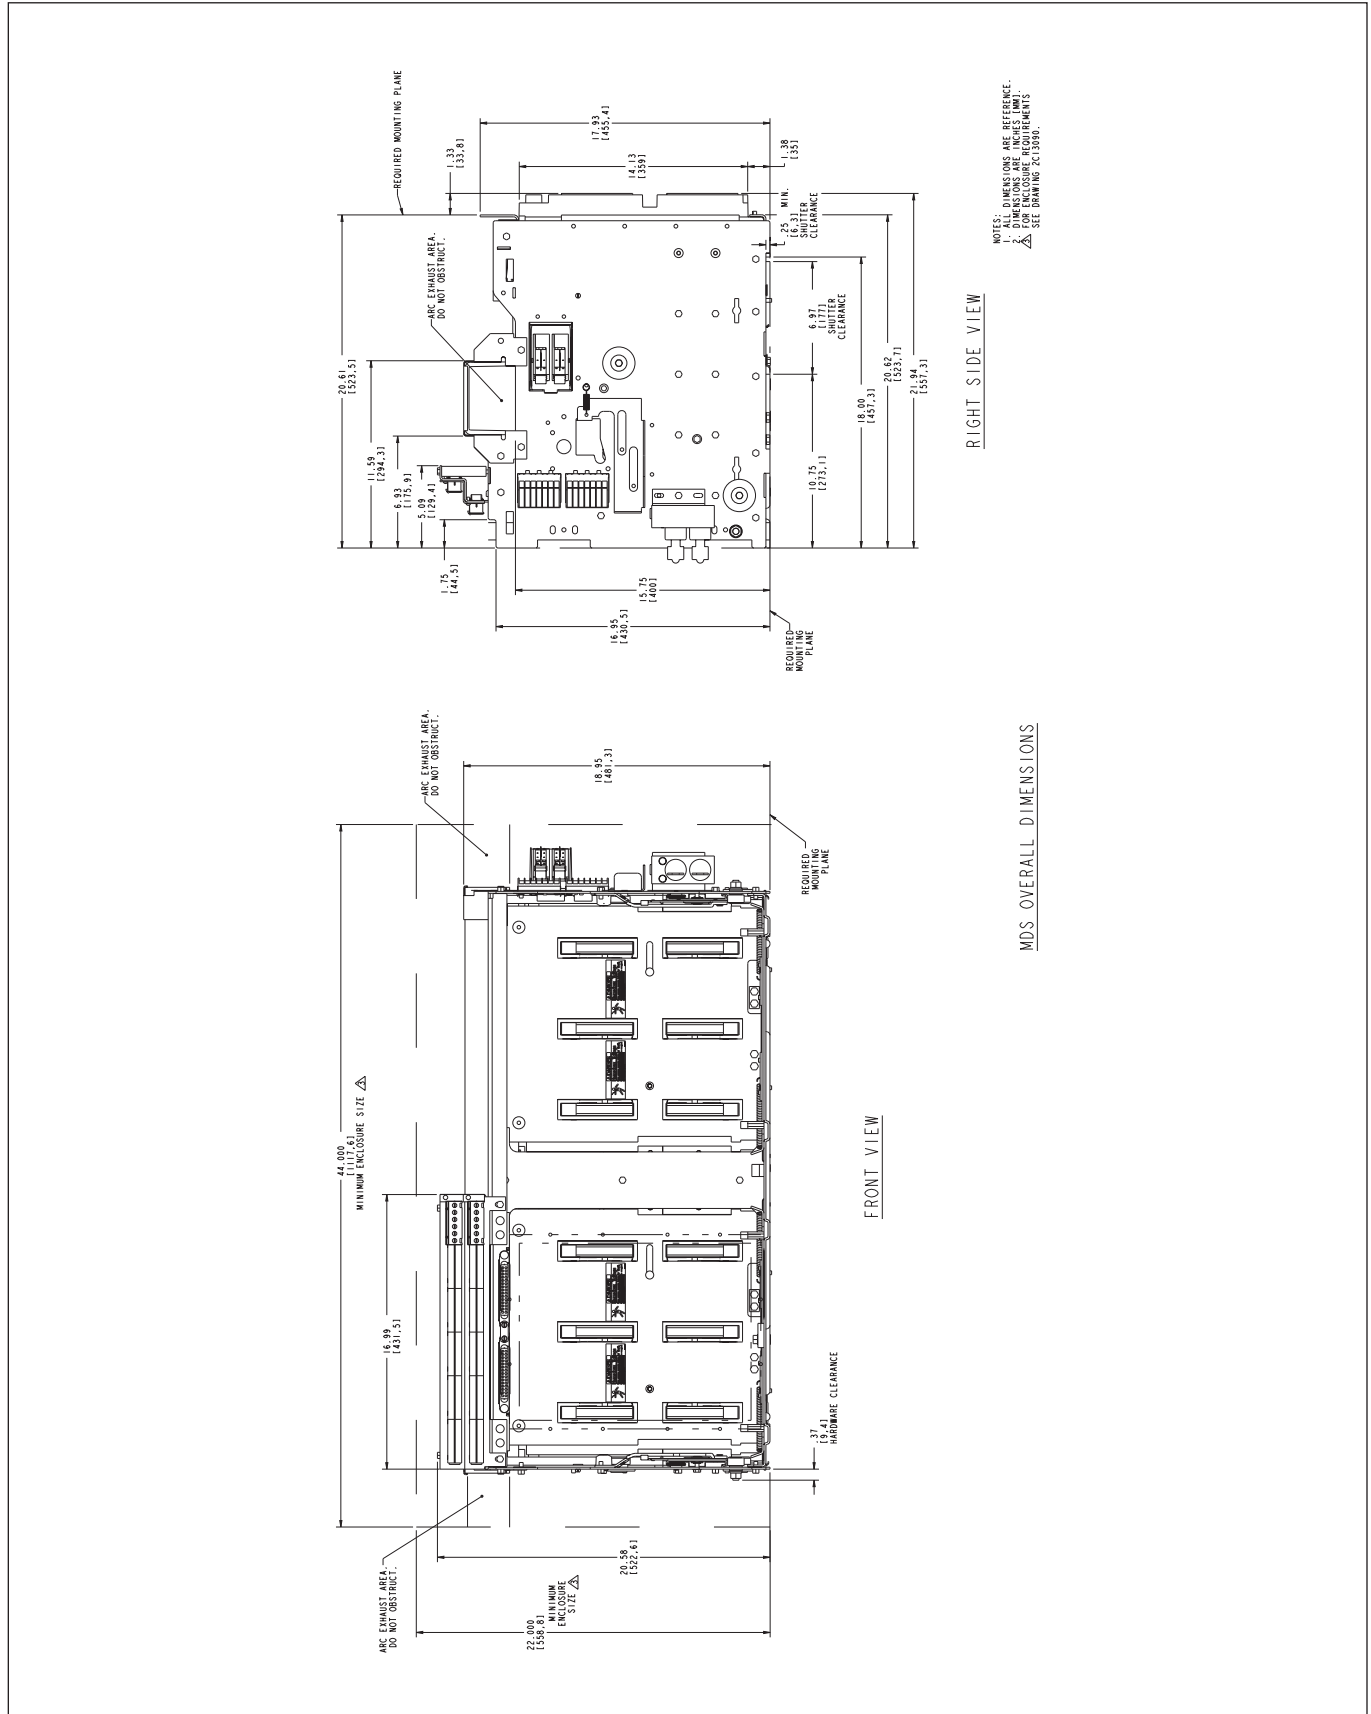 REQUIRED MOUNTING PLANE
1.33
[33,8]
17.93
[455,4]
14.13
[359]
1.38
[35]
ARC EXHAUST AREA.
DO NOT OBSTRUCT.
.25 MIN.
[6,3]
SHUTTER
CLEARANCE
20.61
[523,5]
11.59
[294,3]
6.93
[175,9]
5.09
[129,4]
1.75
[44,5]
6.97
[177]
SHUTTER
CLEARANCE
10.75
[273,1]
18.00
[457,3]
20.62
[523,7]
21.94
[557,3]
15.75
[400]
16.95
[430,5]
REQUIRED
MOUNTING
PLANE
RIGHT SIDE VIEW
NOTES:
1. ALL DIMENSIONS ARE REFERENCE.
2. DIMENSIONS ARE INCHES [MM].
3 FOR ENCLOSURE REQUIREMENTS
SEE DRAWING 2C13090.
ARC EXHAUST AREA.
DO NOT OBSTRUCT.
18.95
[481,3]
REQUIRED
MOUNTING
PLANE
44.000
[1117,6]
MINIMUM ENCLOSURE SIZE 3
16.99
[431,5]
.37
[9,4]
HARDWARE CLEARANCE
ARC EXHAUST AREA.
DO NOT OBSTRUCT.
20.58
[522,6]
22.000
[558,8]
MINIMUM
ENCLOSURE
SIZE 3
FRONT VIEW
MDS OVERALL DIMENSIONS